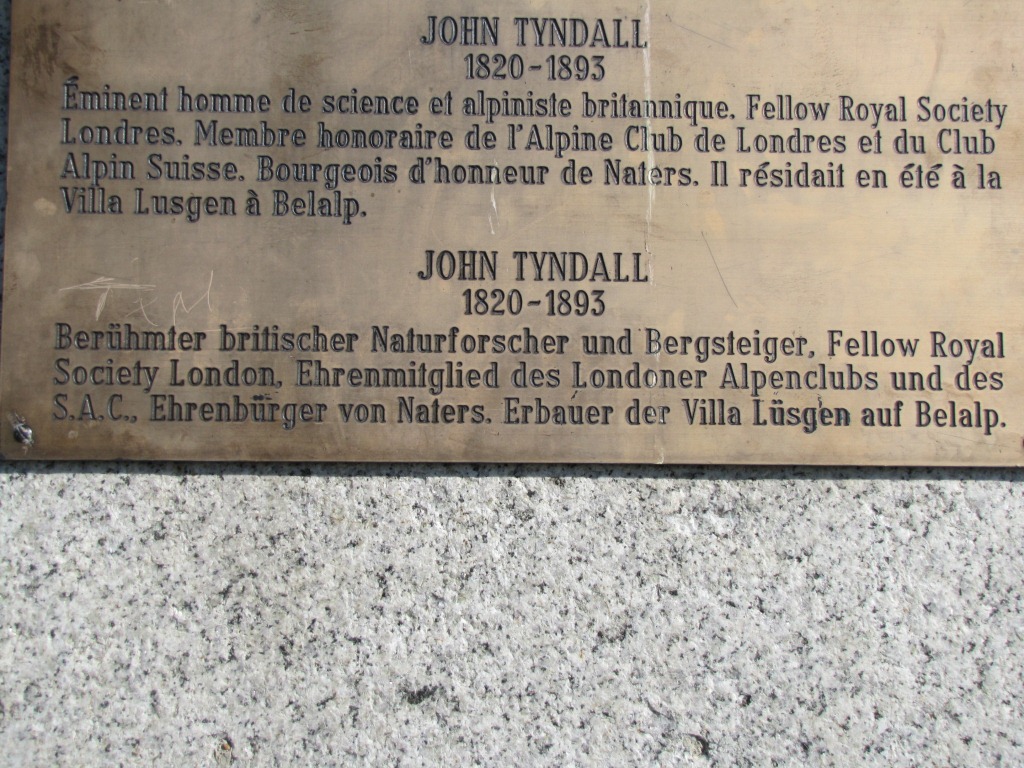 JOHN TYNDALL
1820-1893
Éminent homme de science et alpiniste britannique. Fellow Royal Society
Londres. Membre honoraire de l'Alpine Club de Londres et du Club
Alpin Suisse. Bourgeois d'honneur de Naters. Il résidait en été à la
Villa Lusgen à Belalp.
JOHN TYNDALL
1820-1893
Berühmter britischer Naturforscher und Bergsteiger, Fellow Royal
Society London, Ehrenmitglied des Londoner Alpenclubs und des
S.A.C., Ehrenbürger von Naters. Erbauer der Villa Lüsgen auf Belalp.